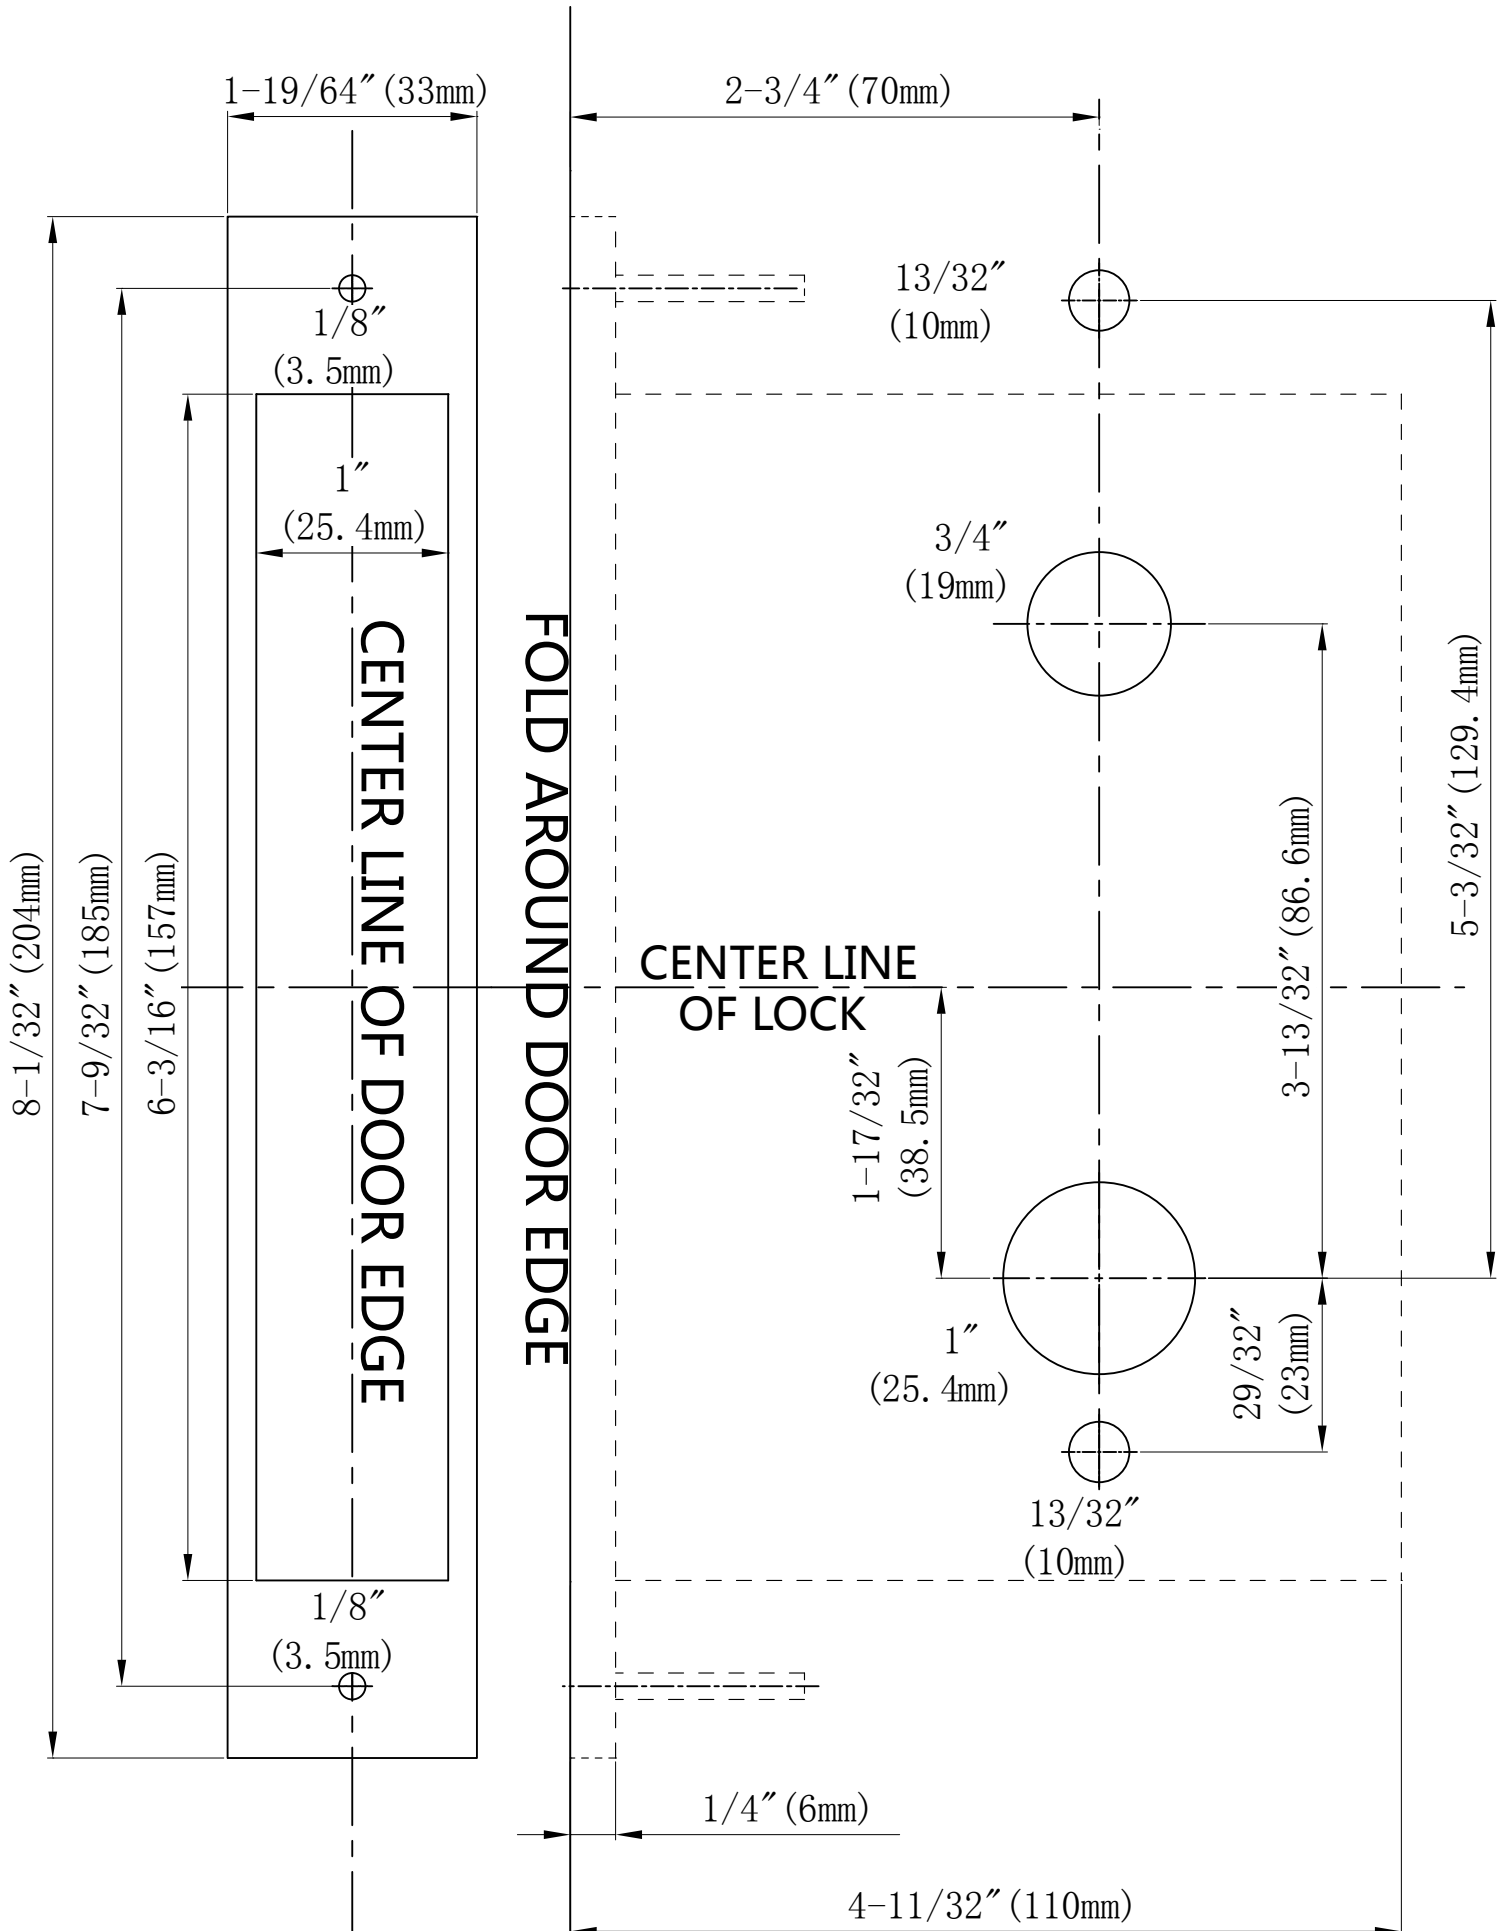 1-19/64″(33mm)
2-3/4″(70mm)
13/32″
(10mm)
1/8″
(3.5mm)
1″
(25.4mm)
3/4″
(19mm)
CENTER LINE OF DOOR EDGE
FOLD AROUND DOOR EDGE
8-1/32″(204mm)
7-9/32″(185mm)
6-3/16″(157mm)
CENTER LINE
OF LOCK
1-17/32″
(38.5mm)
3-13/32″(86.6mm)
5-3/32″(129.4mm)
1″
(25.4mm)
29/32″
(23mm)
13/32″
(10mm)
1/8″
(3.5mm)
1/4″(6mm)
4-11/32″(110mm)